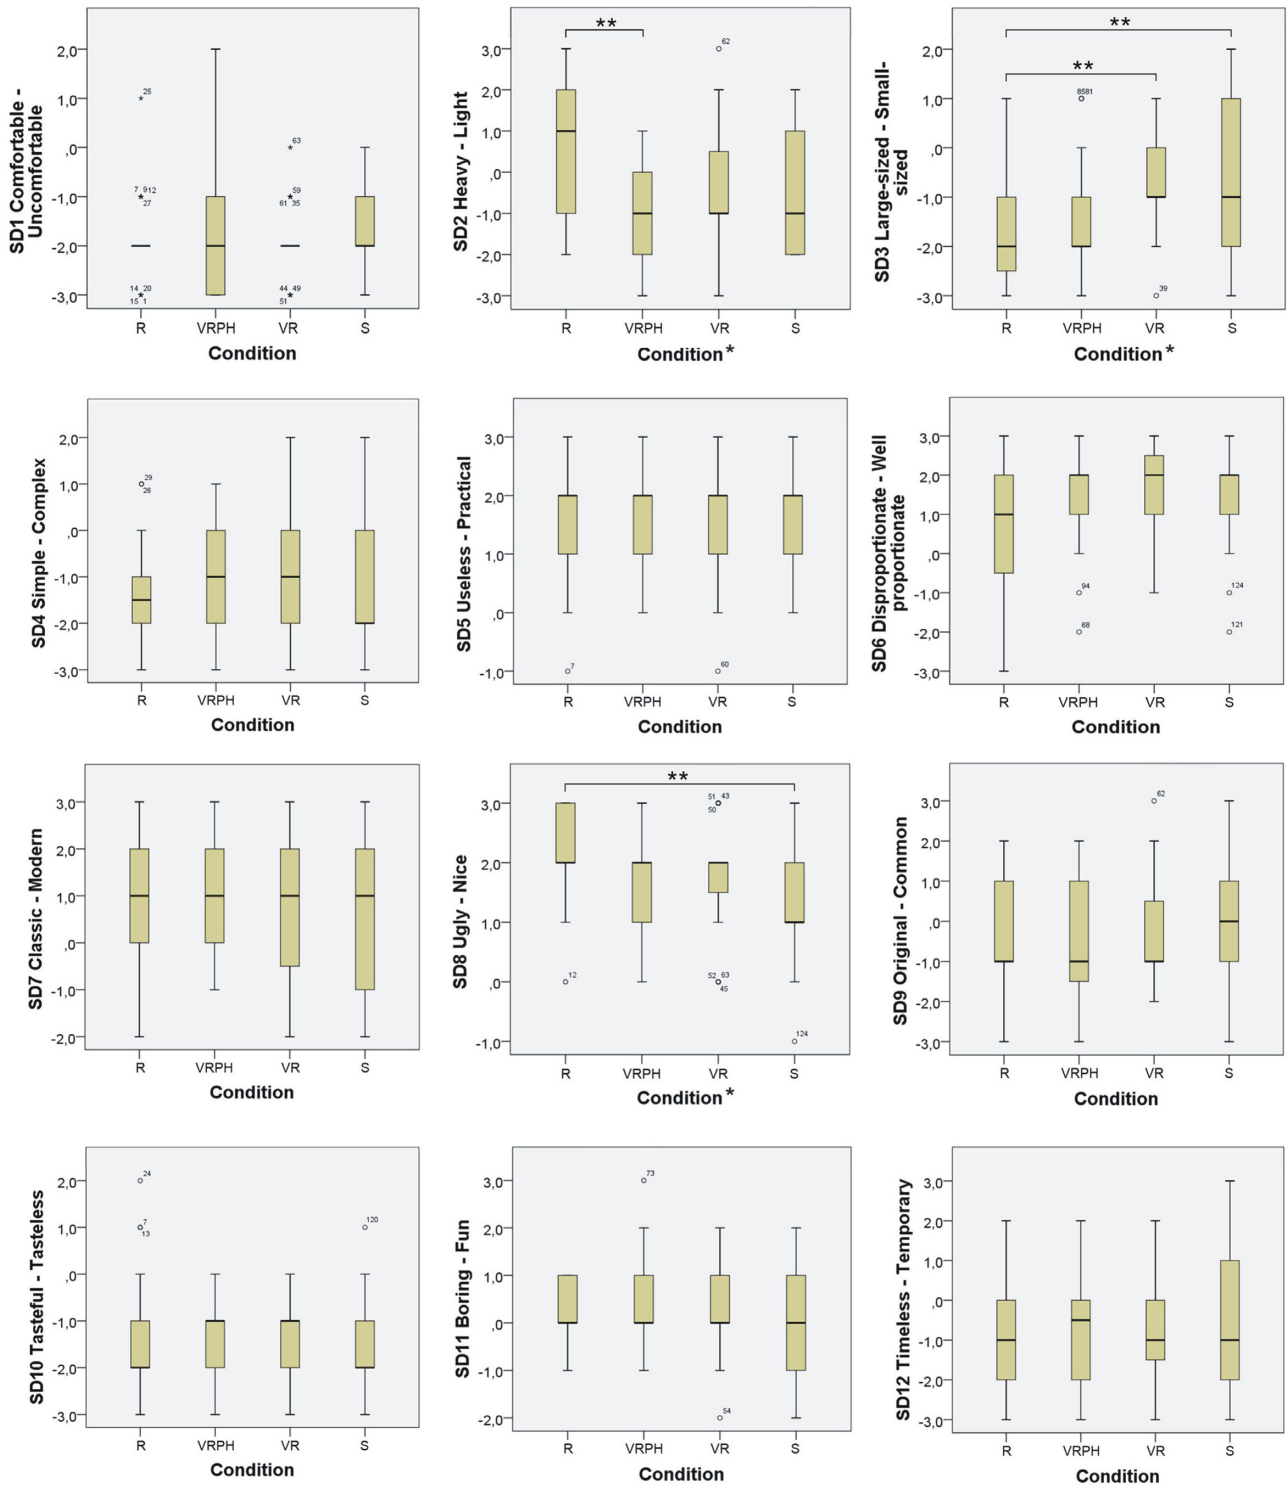 SD1 Comfortable -
Uncomfortable
2,0
1,0
,0
-1,0
-2,0
-3,0
25
7 912
27
14 20
15 1
63
59
61 35
44 49
51
R VRPH VR S
Condition
SD2 Heavy - Light
3,0
2,0
1,0
,0
-1,0
-2,0
-3,0
**
62
R VRPH VR S
Condition*
SD3 Large-sized - Small-
sized
2,0
1,0
,0
-1,0
-2,0
-3,0
**
**
8581
39
R VRPH VR S
Condition*
SD4 Simple - Complex
2,0
1,0
,0
-1,0
-2,0
-3,0
29
26
R VRPH VR S
Condition
SD5 Useless - Practical
3,0
2,0
1,0
,0
-1,0
7
60
R VRPH VR S
Condition
SD6 Disproportionate - Well
proportionate
3,0
2,0
1,0
,0
-1,0
-2,0
-3,0
94
68
124
121
R VRPH VR S
Condition
SD7 Classic - Modern
3,0
2,0
1,0
,0
-1,0
-2,0
R VRPH VR S
Condition
SD8 Ugly - Nice
3,0
2,0
1,0
,0
-1,0
**
12
51 43
50
52 63
45
124
R VRPH VR S
Condition*
SD9 Original - Common
3,0
2,0
1,0
,0
-1,0
-2,0
-3,0
62
R VRPH VR S
Condition
SD10 Tasteful - Tasteless
2,0
1,0
,0
-1,0
-2,0
-3,0
24
7
13
120
R VRPH VR S
Condition
SD11 Boring - Fun
3,0
2,0
1,0
,0
-1,0
-2,0
73
54
R VRPH VR S
Condition
SD12 Timeless - Temporary
3,0
2,0
1,0
,0
-1,0
-2,0
-3,0
R VRPH VR S
Condition